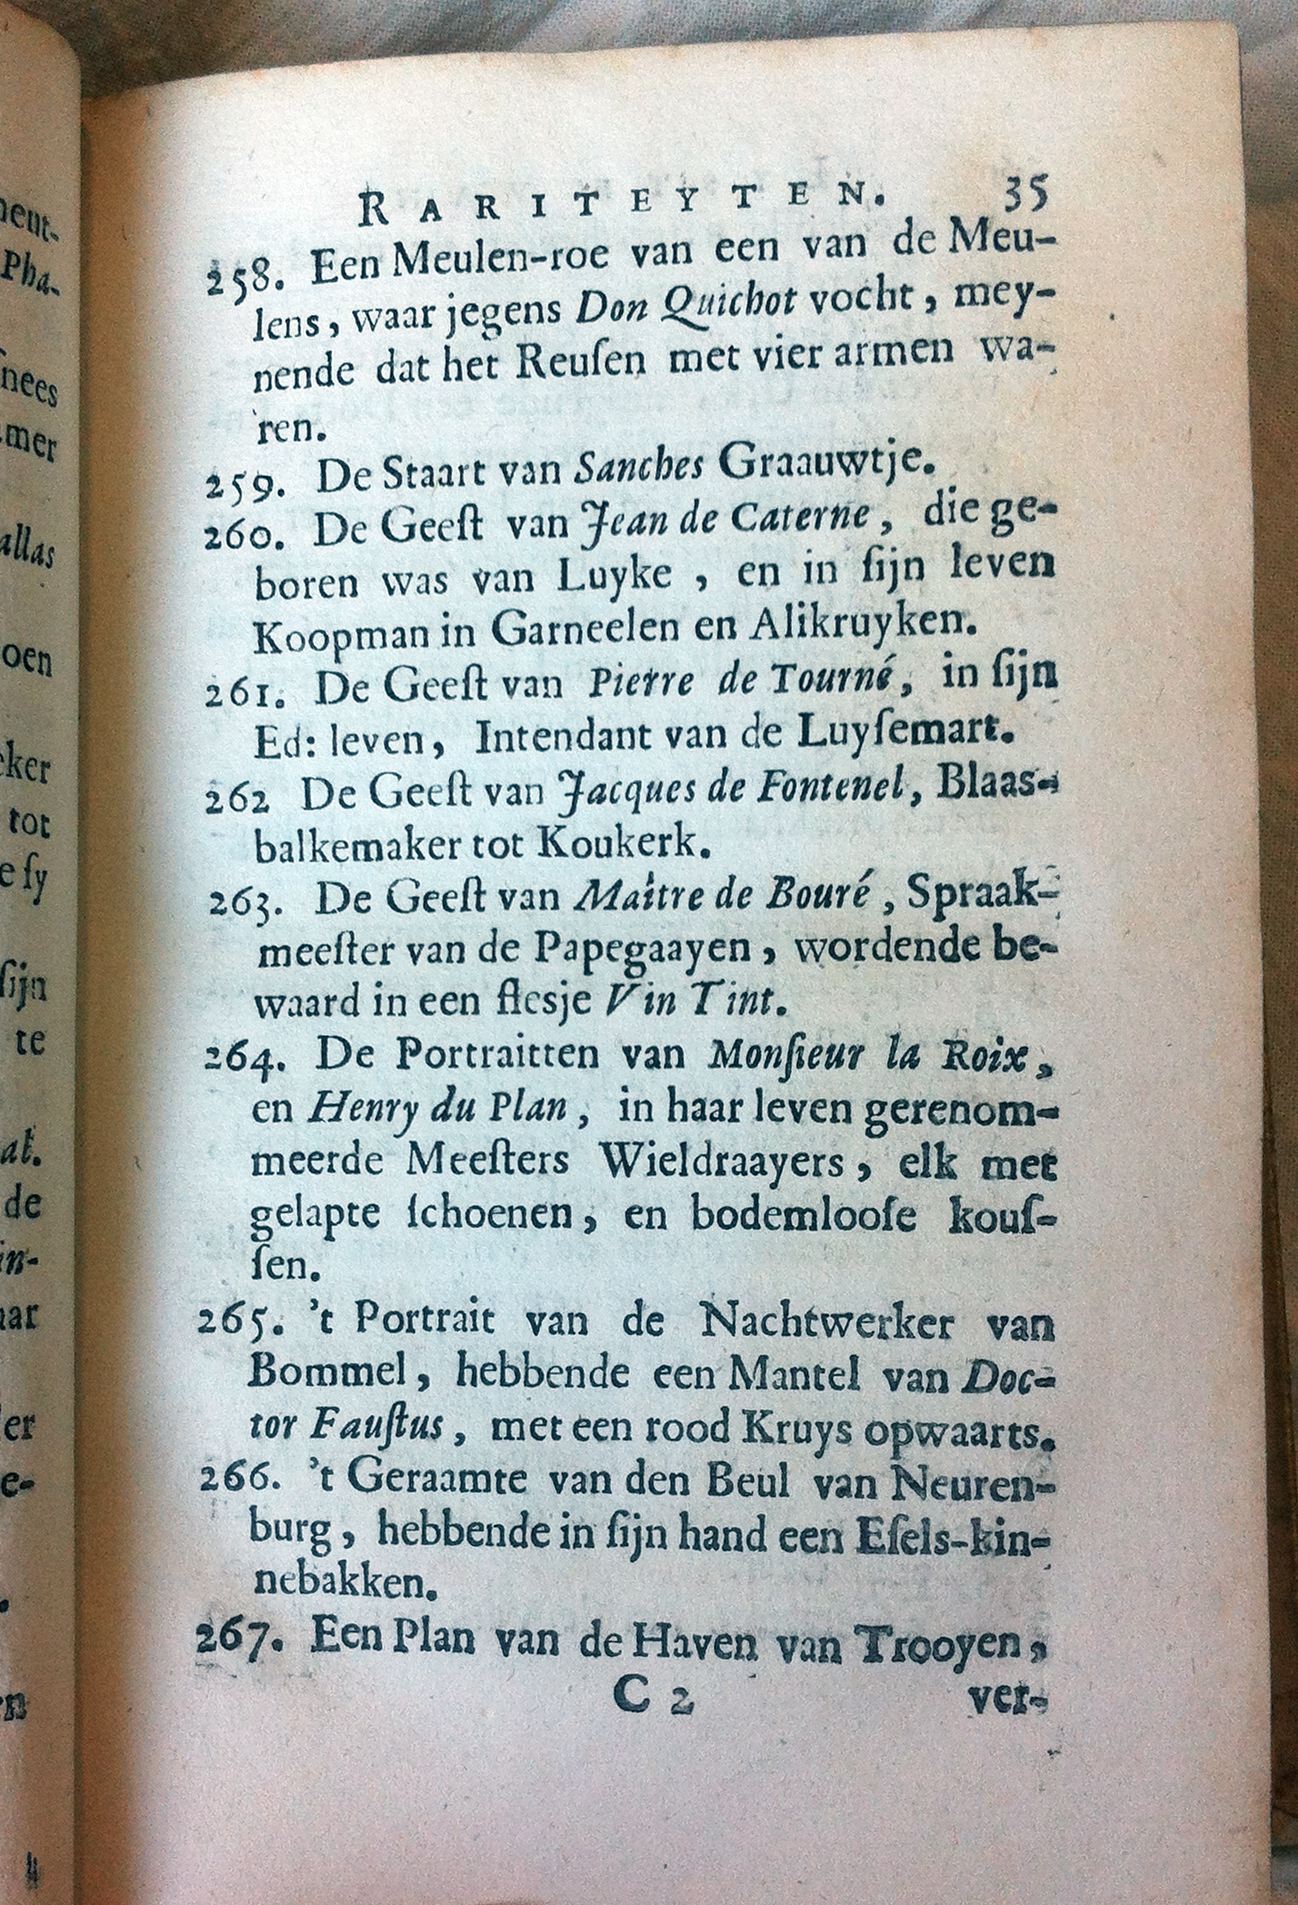 RARITEYTEN. 35
258. Een Meulen-roe van een van de Meu-
lens, waar jegens Don Quichot vocht, mey-
nende dat het Reuſen met vier armen wa-
ren.
259. De Staart van Sanches Graauwtje.
260. De Geeſt van Jean de Caterne, die ge-
boren was van Luyke, en in ſijn leven
Koopman in Garneelen en Alikruyken.
261. De Geeſt van Pierre de Tourné, in ſijn
Ed: leven, Intendant van de Luyſemart.
262 De Geeſt van Jacques de Fontenel, Blaas-
balkemaker tot Koukerk.
263. De Geeſt van Maitre de Bouré, Spraak-
meeſter van de Papegaayen, wordende be-
waard in een flesje Vin Tint.
264. De Portraitten van Monſieur la Roix,
en Henry du Plan, in haar leven gerenom-
meerde Meeſters Wieldraayers, elk met
gelapte ſchoenen, en bodemlooſe kouſ-
ſen.
265. 't Portrait van de Nachtwerker van
Bommel, hebbende een Mantel van Doc-
tor Fauſtus, met een rood Kruys opwaarts.
266. 't Geraamte van den Beul van Neuren-
burg, hebbende in ſijn hand een Eſels-kin-
nebakken.
267. Een Plan van de Haven van Trooyen,
C 2 ver-